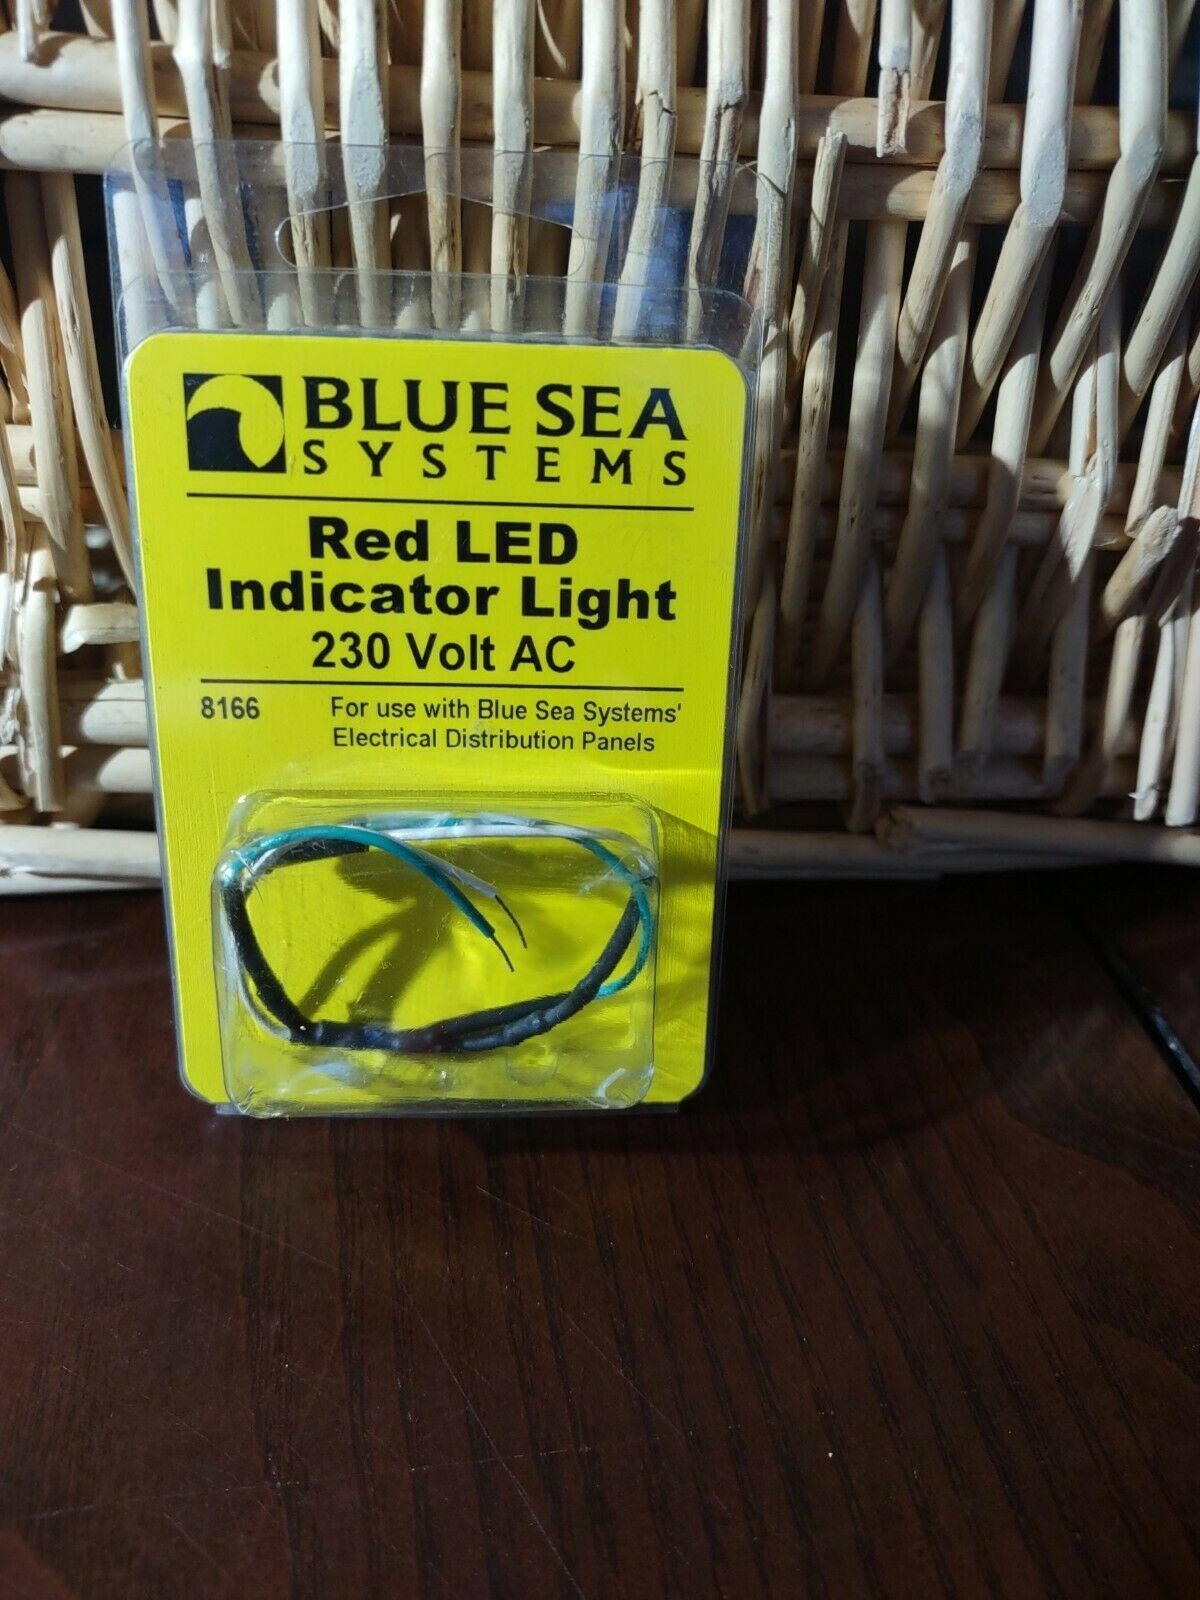 BLUE SEA
SYSTEMS
Red LED
Indicator Light
230 Volt AC
8166
For use with Blue Sea Systems'
Electrical Distribution Panels